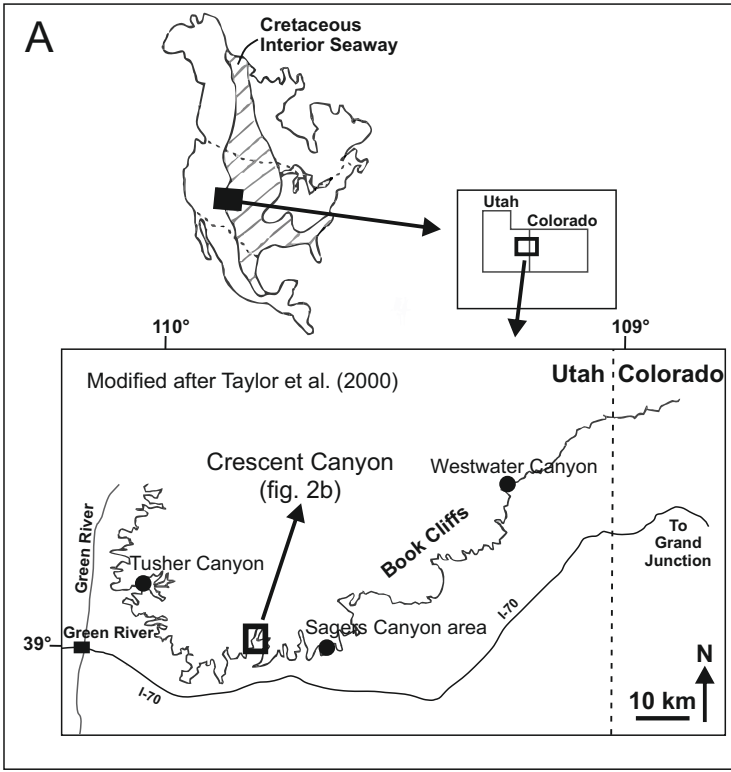 A
Cretaceous
Interior Seaway
Utah
Colorado
110°
109°
Modified after Taylor et al. (2000)
Utah
Colorado
Crescent Canyon
(fig. 2b)
Westwater Canyon
Book Cliffs
Green River
Tusher Canyon
To
Grand
Junction
I-70
Green River
Sagers Canyon area
39°
I-70
N
10 km